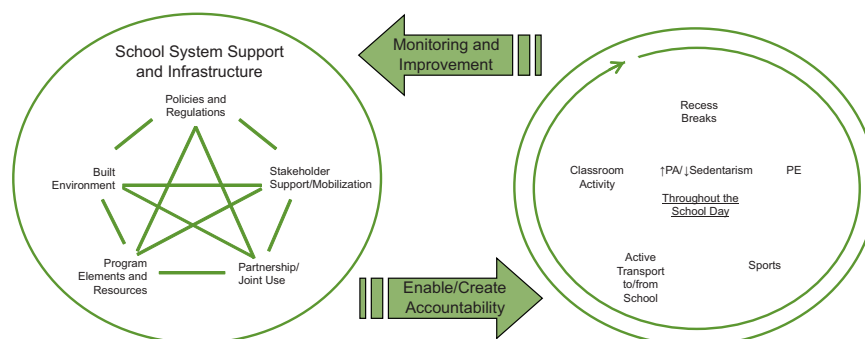 School System Support
and Infrastructure
Policies and
Regulations
Built
Environment
Stakeholder
Support/Mobilization
Program
Elements and
Resources
Partnership/
Joint Use
Monitoring and
Improvement
Enable/Create
Accountability
Recess
Breaks
Classroom
Activity
↑PA/↓Sedentarism
PE
Throughout the
School Day
Active
Transport
to/from
School
Sports